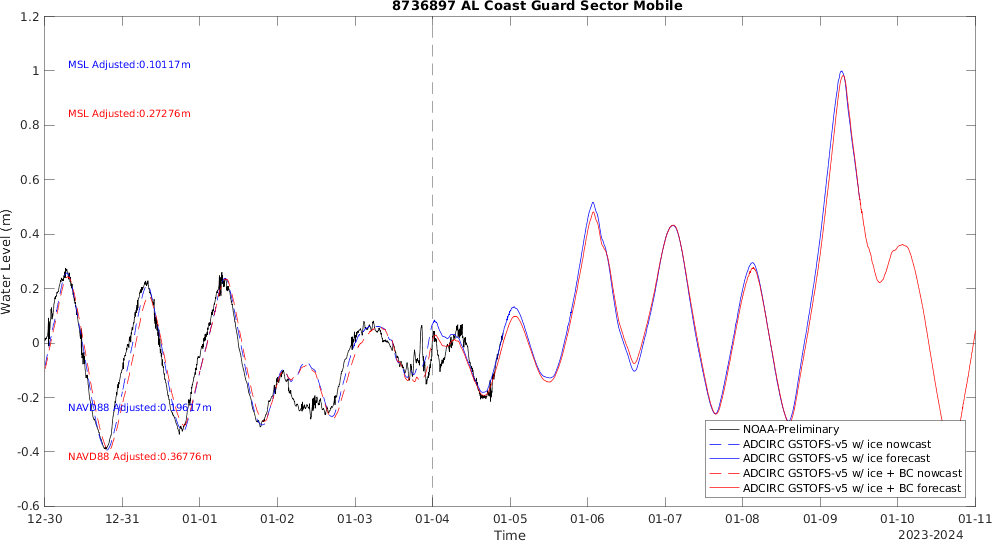 8736897 AL Coast Guard Sector Mobile
1.2
1
0.8
0.6
0.4
0.2
0
-0.2
-0.4
-0.6
Water Level (m)
MSL Adjusted:0.10117m
MSL Adjusted:0.27276m
NAVD88 Adjusted:0.19617m
NAVD88 Adjusted:0.36776m
NOAA-Preliminary
ADCIRC GSTOFS-v5 w/ ice nowcast
ADCIRC GSTOFS-v5 w/ ice forecast
ADCIRC GSTOFS-v5 w/ ice + BC nowcast
ADCIRC GSTOFS-v5 w/ ice + BC forecast
12-30 12-31 01-01 01-02 01-03 01-04 01-05 01-06 01-07 01-08 01-09 01-10 01-11
Time
2023-2024